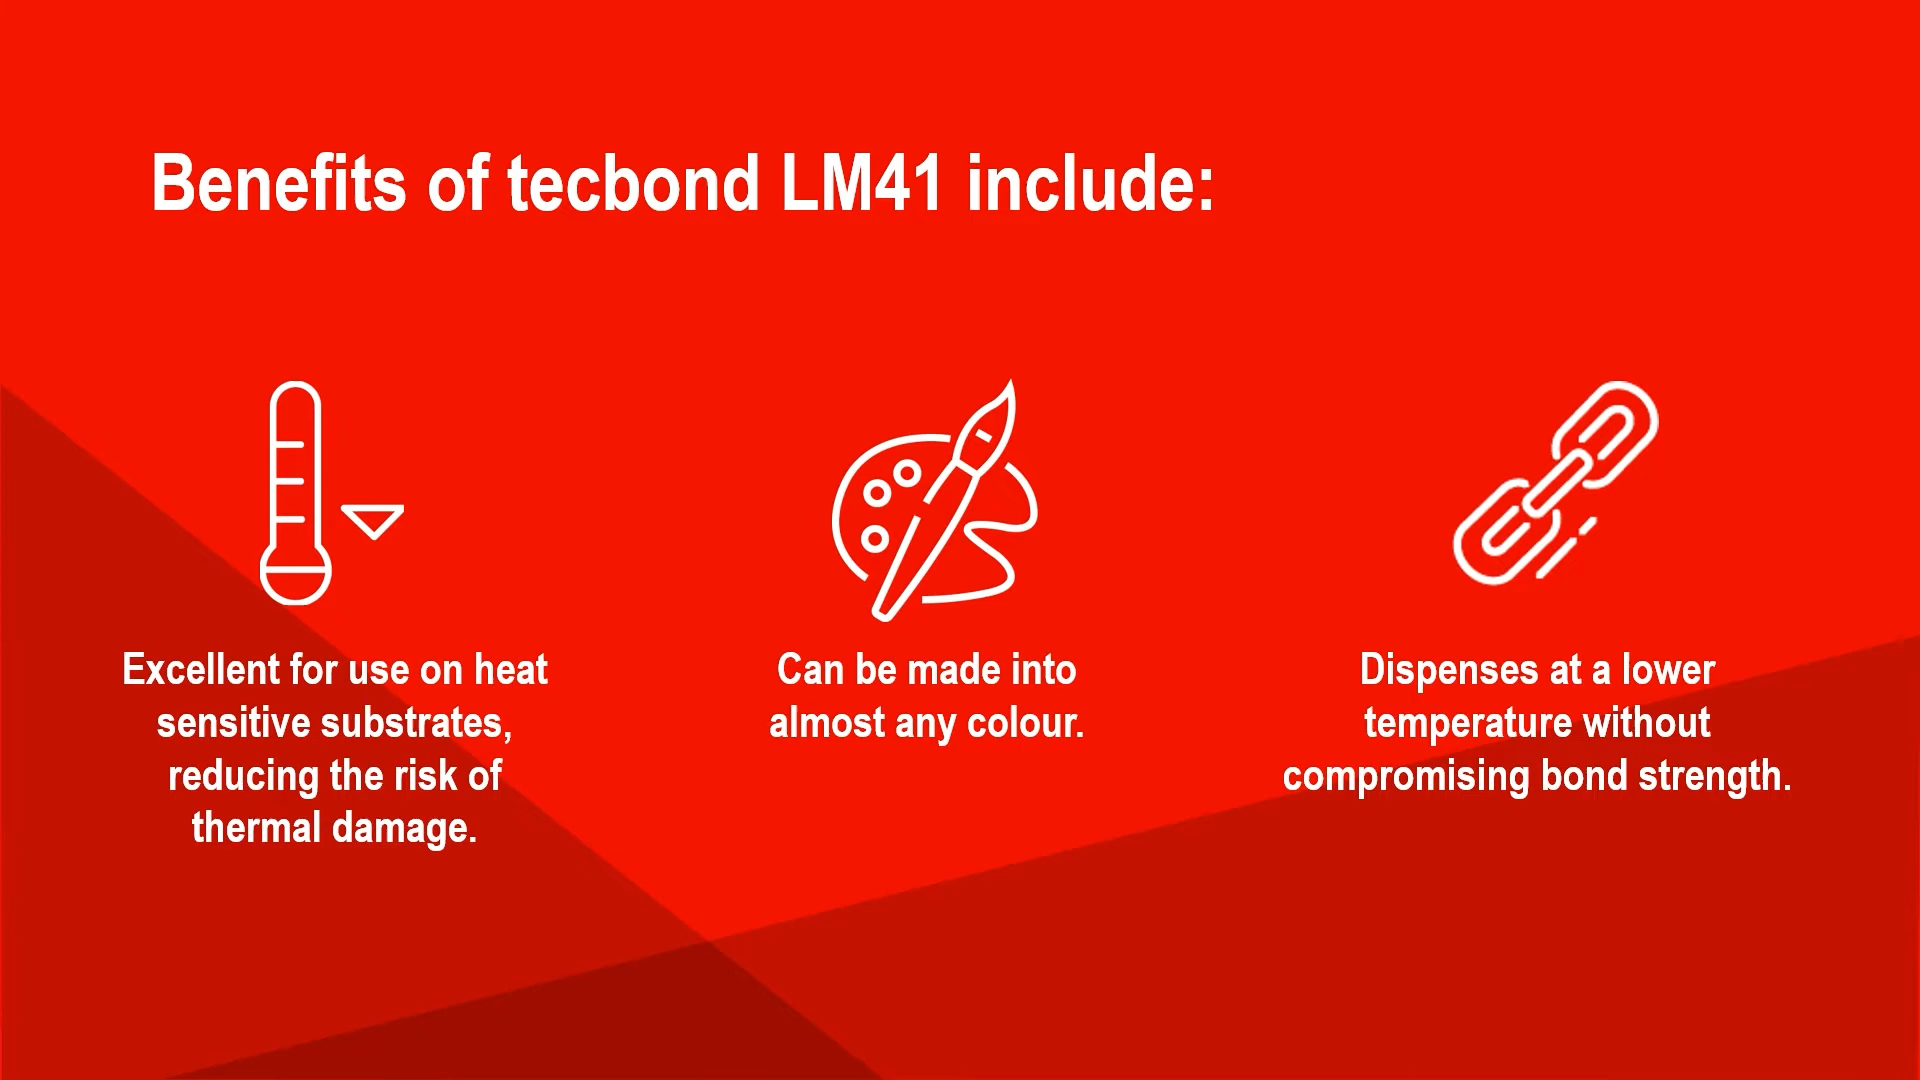 Benefits of tecbond LM41 include:
Excellent for use on heat
sensitive substrates,
reducing the risk of
thermal damage.
Can be made into
almost any colour.
Dispenses at a lower
temperature without
compromising bond strength.